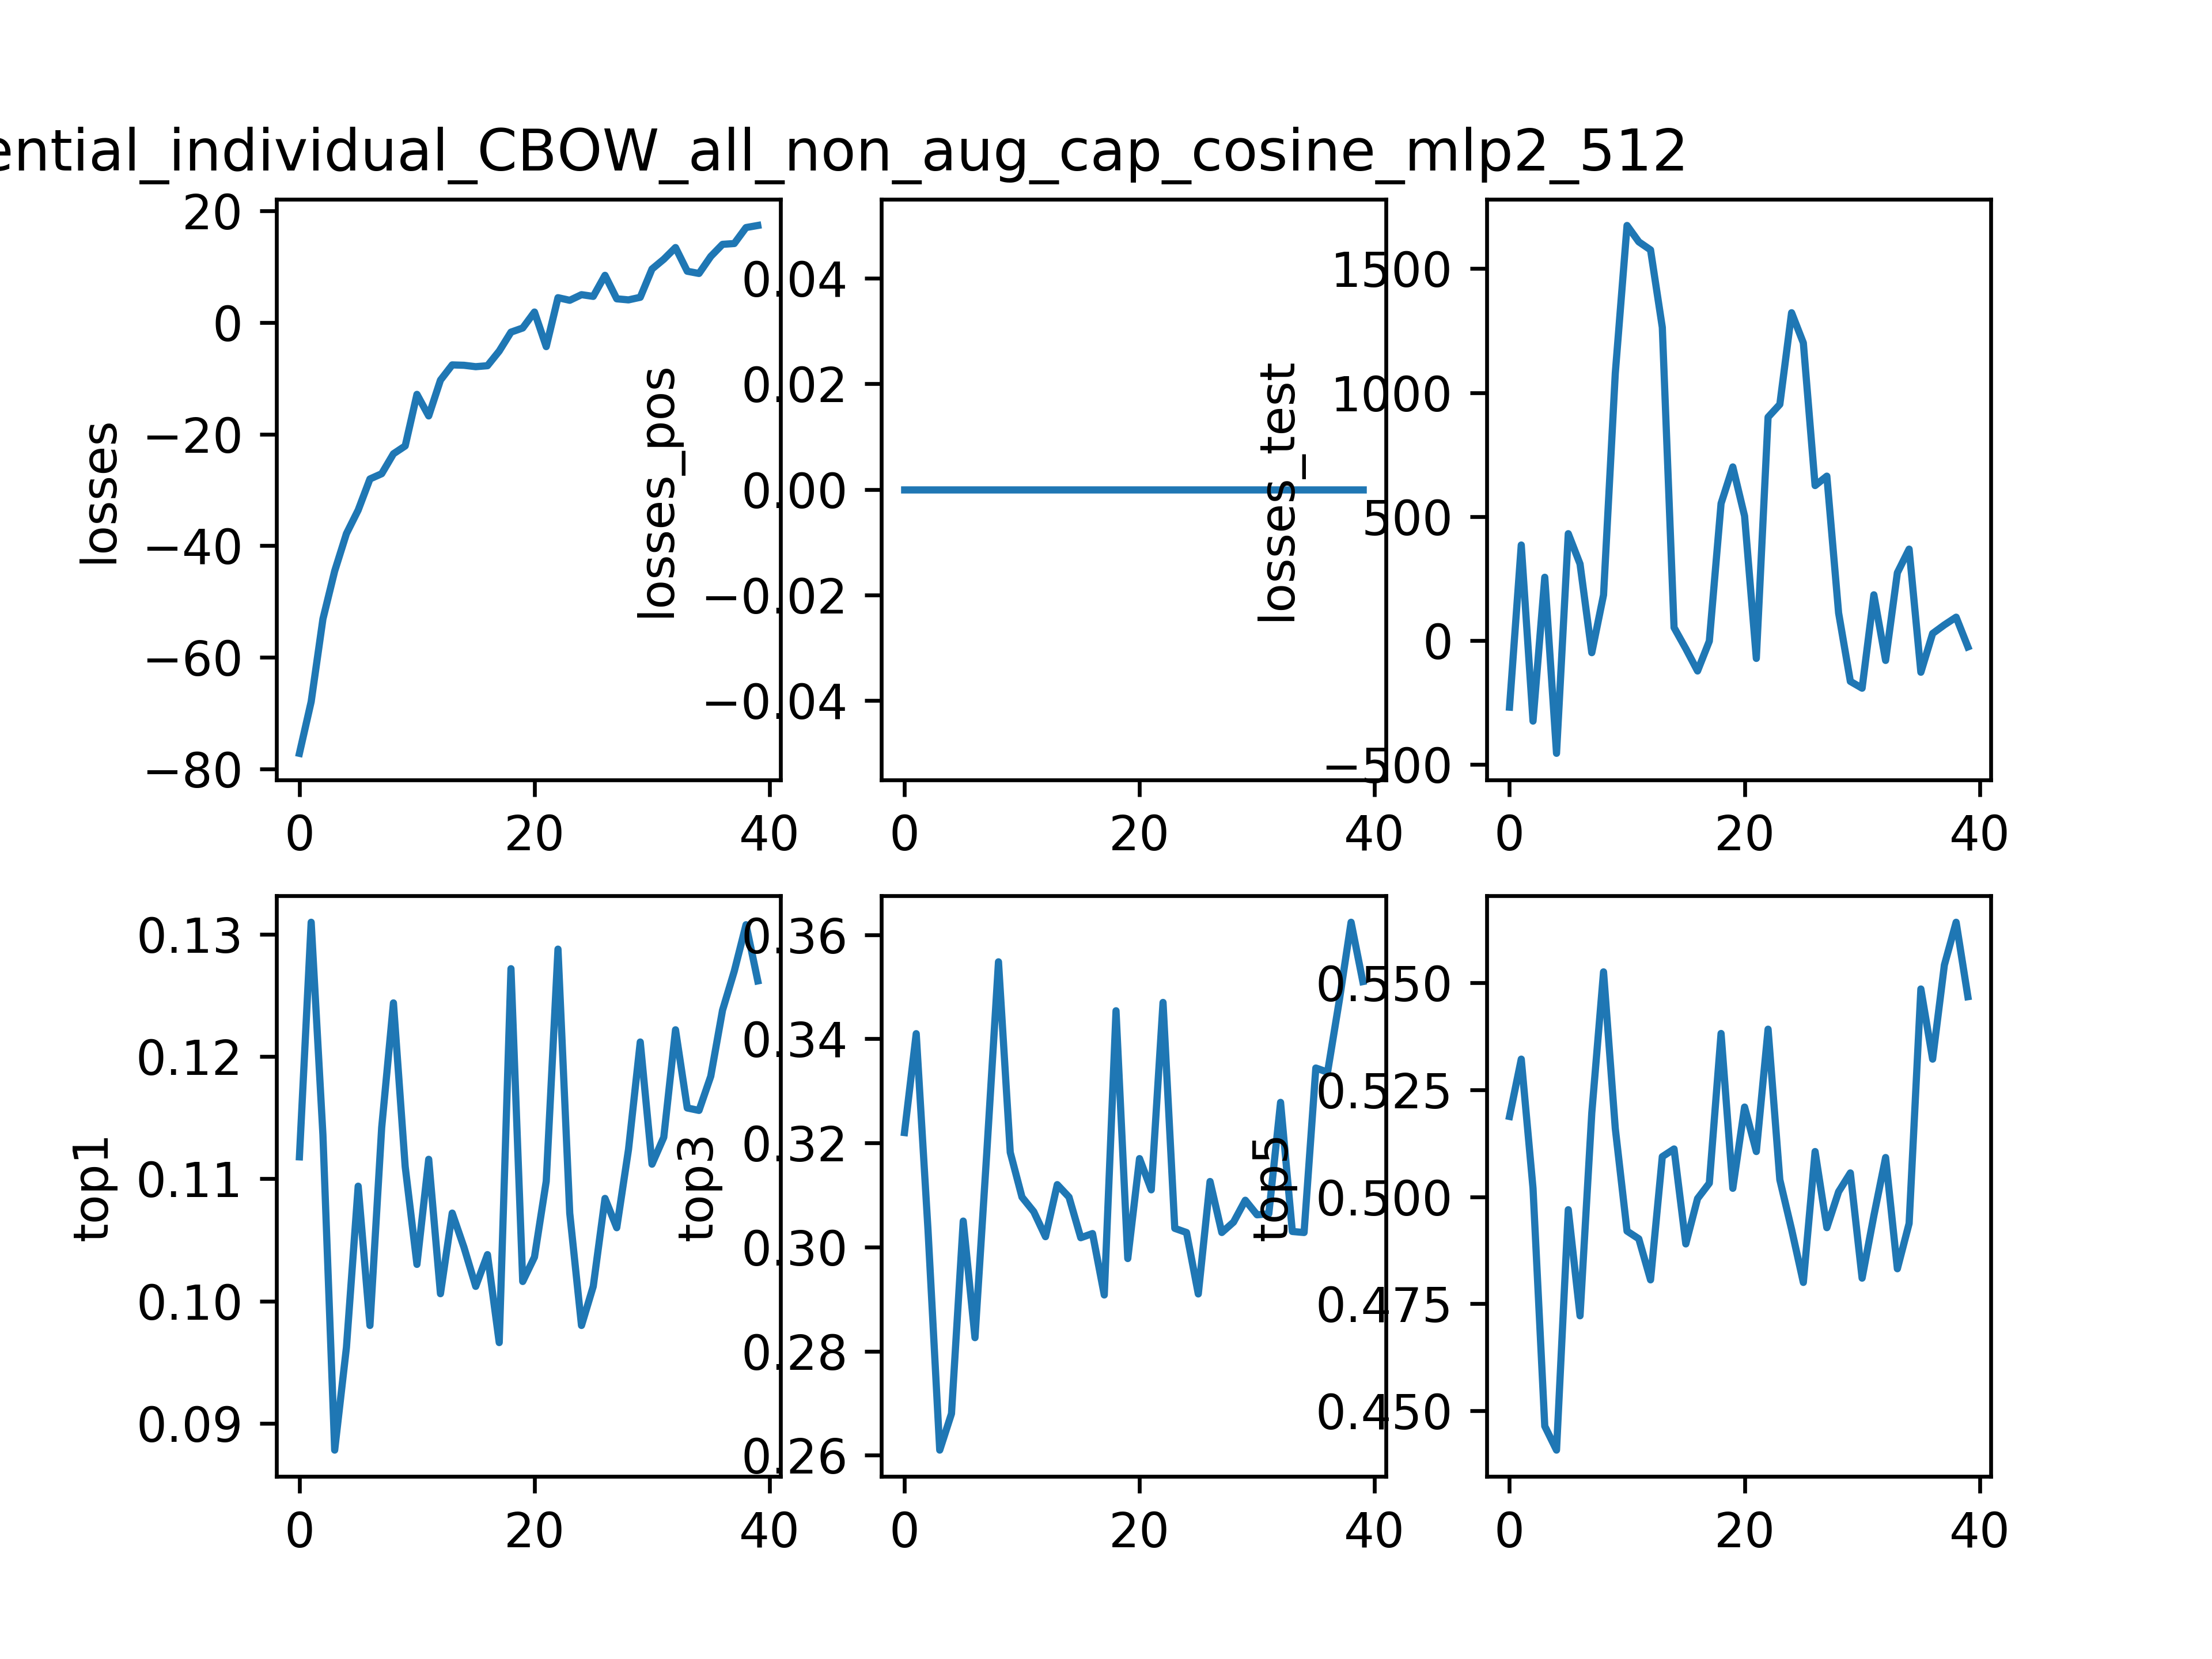 ential_individual_CBOW_all_non_aug_cap_cosine_mlp2_512
losses
20
0
−20
−40
−60
−80
0 20 40
losses_pos
0.04
0.02
0.00
−0.02
−0.04
0 20 40
losses_test
1500
1000
500
0
−500
0 20 40
top1
0.13
0.12
0.11
0.10
0.09
0 20 40
top3
0.36
0.34
0.32
0.30
0.28
0.26
0 20 40
top5
0.550
0.525
0.500
0.475
0.450
0 20 40